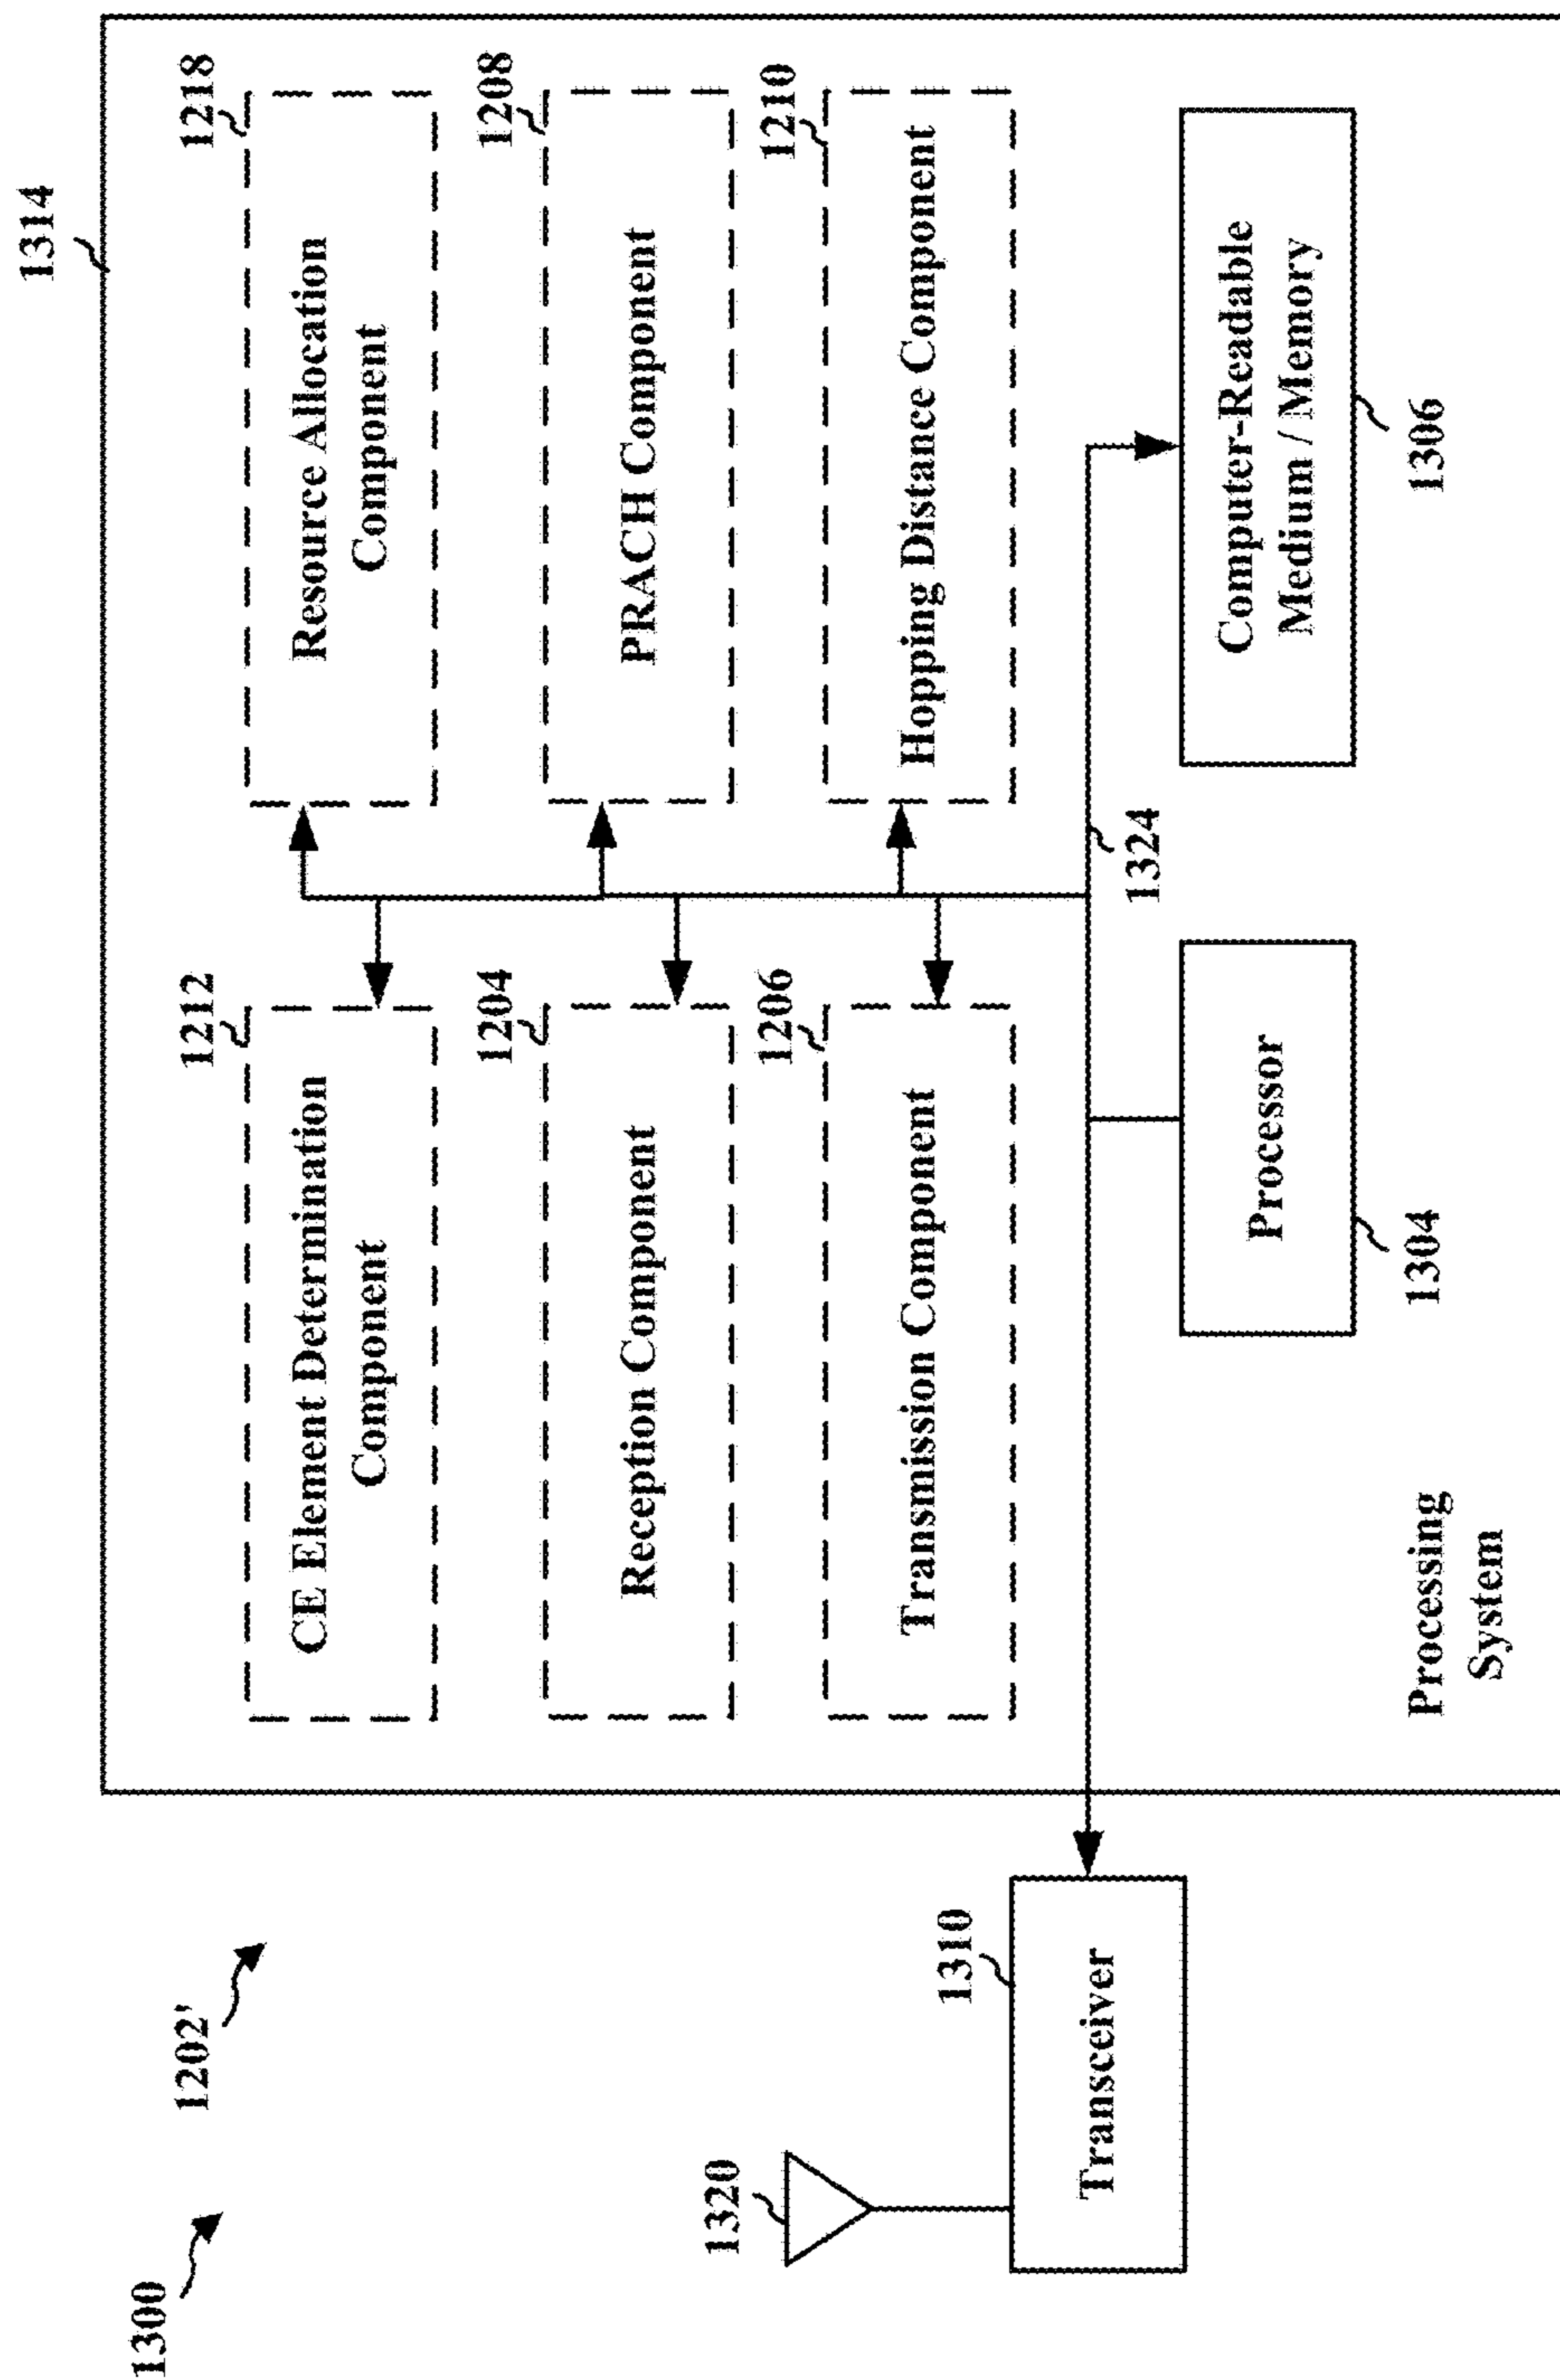 1300
1202'
1314
1212
CE Element Determination
Component
1218
Resource Allocation
Component
1204
Reception Component
1208
PRACH Component
1206
Transmission Component
1210
Hopping Distance Component
1320
1310
Transceiver
1324
Processor
1304
Computer-Readable
Medium / Memory
1306
Processing
System